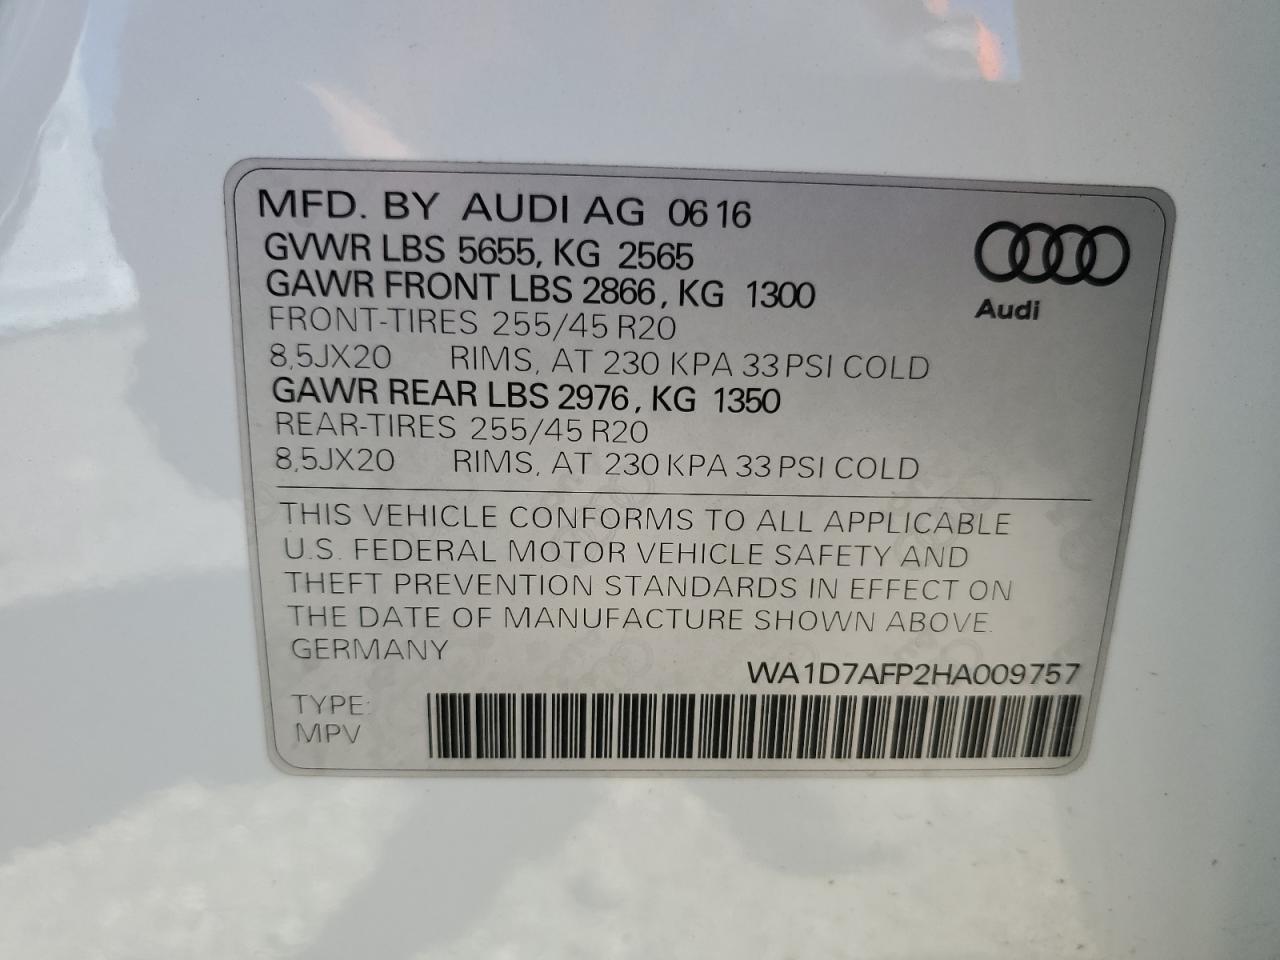 MFD. BY AUDI AG 06 16
GVWR LBS 5655, KG 2565
GAWR FRONT LBS 2866, KG 1300
FRONT-TIRES 255/45 R20
8,5JX20 RIMS, AT 230 KPA 33 PSI COLD
GAWR REAR LBS 2976, KG 1350
REAR-TIRES 255/45 R20
8,5JX20 RIMS, AT 230 KPA 33 PSI COLD
Audi
THIS VEHICLE CONFORMS TO ALL APPLICABLE
U.S. FEDERAL MOTOR VEHICLE SAFETY AND
THEFT PREVENTION STANDARDS IN EFFECT ON
THE DATE OF MANUFACTURE SHOWN ABOVE.
GERMANY
WA1D7AFP2HA009757
TYPE:
MPV